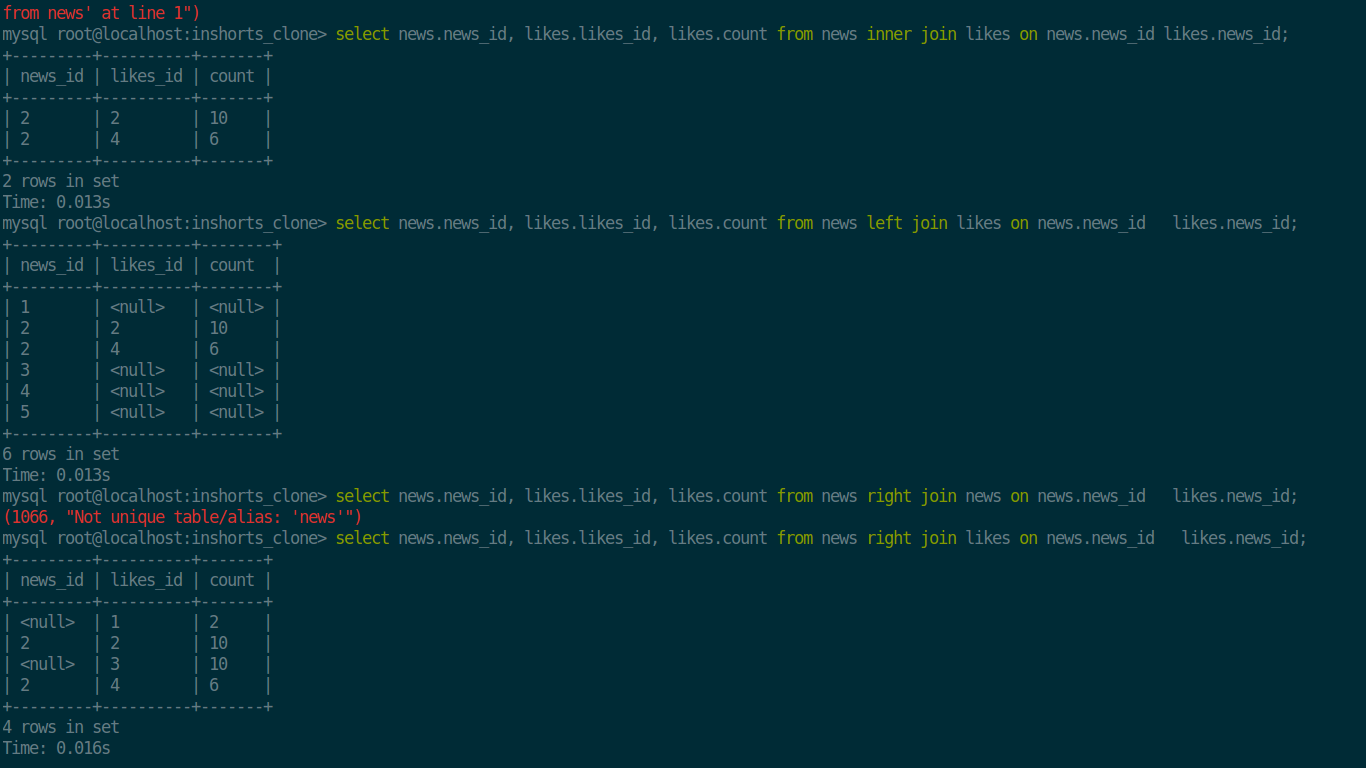 from news' at line 1")
mysql root@localhost:inshorts_clone> select news.news_id, likes.likes_id, likes.count from news inner join likes on news.news_id likes.news_id;
+---------+----------+-------+
| news_id | likes_id | count |
+---------+----------+-------+
| 2       | 2        | 10    |
| 2       | 4        | 6     |
+---------+----------+-------+
2 rows in set
Time: 0.013s
mysql root@localhost:inshorts_clone> select news.news_id, likes.likes_id, likes.count from news left join likes on news.news_id   likes.news_id;
+---------+----------+--------+
| news_id | likes_id | count  |
+---------+----------+--------+
| 1       | <null>   | <null> |
| 2       | 2        | 10     |
| 2       | 4        | 6      |
| 3       | <null>   | <null> |
| 4       | <null>   | <null> |
| 5       | <null>   | <null> |
+---------+----------+--------+
6 rows in set
Time: 0.013s
mysql root@localhost:inshorts_clone> select news.news_id, likes.likes_id, likes.count from news right join news on news.news_id   likes.news_id;
(1066, "Not unique table/alias: 'news'")
mysql root@localhost:inshorts_clone> select news.news_id, likes.likes_id, likes.count from news right join likes on news.news_id   likes.news_id;
+---------+----------+-------+
| news_id | likes_id | count |
+---------+----------+-------+
| <null>  | 1        | 2     |
| 2       | 2        | 10    |
| <null>  | 3        | 10    |
| 2       | 4        | 6     |
+---------+----------+-------+
4 rows in set
Time: 0.016s